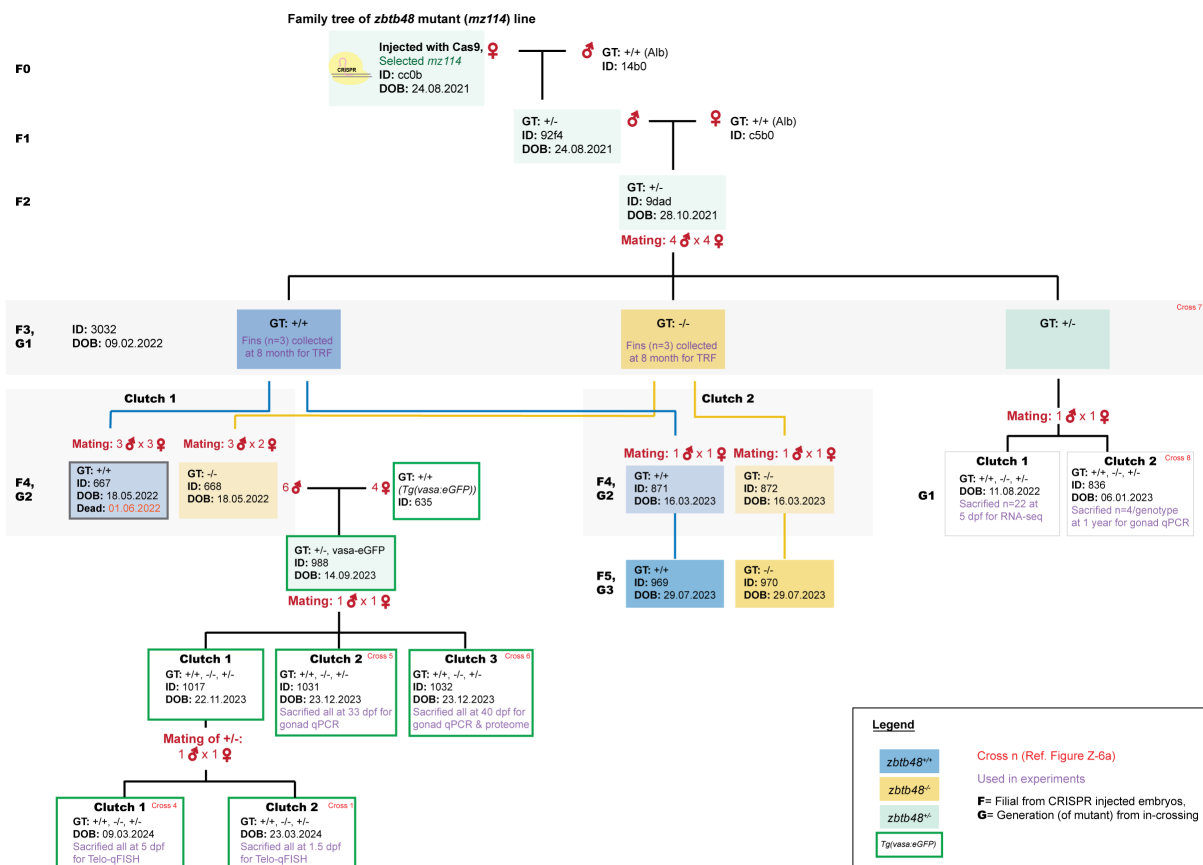 Family tree of zbtb48 mutant (mz114) line
F0
CRISPR
Injected with Cas9,
Selected mz114
ID: cc0b
DOB: 24.08.2021
♀
♂
GT: +/+ (Alb)
ID: 14b0
F1
GT: +/-
ID: 92f4
DOB: 24.08.2021
♂
♀
GT: +/+ (Alb)
ID: c5b0
F2
GT: +/-
ID: 9dad
DOB: 28.10.2021
Mating: 4 ♂ x 4 ♀
Cross 7
F3,
G1
ID: 3032
DOB: 09.02.2022
GT: +/+
Fins (n=3) collected
at 8 month for TRF
GT: -/-
Fins (n=3) collected
at 8 month for TRF
GT: +/-
Clutch 1
Clutch 2
Mating: 1 ♂ x 1 ♀
F4,
G2
Mating: 3 ♂ x 3 ♀
GT: +/+
ID: 667
DOB: 18.05.2022
Dead: 01.06.2022
Mating: 3 ♂ x 2 ♀
GT: -/-
ID: 668
DOB: 18.05.2022
6 ♂
4 ♀
GT: +/+
(Tg(vasa:eGFP))
ID: 635
F4,
G2
Mating: 1 ♂ x 1 ♀
GT: +/+
ID: 871
DOB: 16.03.2023
Mating: 1 ♂ x 1 ♀
GT: -/-
ID: 872
DOB: 16.03.2023
G1
Clutch 1
GT: +/+, -/-, +/-
DOB: 11.08.2022
Sacrified n=22 at
5 dpf for RNA-seq
Clutch 2
Cross 8
GT: +/+, -/-, +/-
ID: 836
DOB: 06.01.2023
Sacrified n=4/genotype
at 1 year for gonad qPCR
GT: +/-, vasa-eGFP
ID: 988
DOB: 14.09.2023
Mating: 1 ♂ x 1 ♀
F5,
G3
GT: +/+
ID: 969
DOB: 29.07.2023
GT: -/-
ID: 970
DOB: 29.07.2023
Clutch 1
GT: +/+, -/-, +/-
ID: 1017
DOB: 22.11.2023
Clutch 2
Cross 5
GT: +/+, -/-, +/-
ID: 1031
DOB: 23.12.2023
Sacrified all at 33 dpf for
gonad qPCR
Clutch 3
Cross 6
GT: +/+, -/-, +/-
ID: 1032
DOB: 23.12.2023
Sacrified all at 40 dpf for
gonad qPCR & proteome
Mating of +/-:
1 ♂ x 1 ♀
Clutch 1
Cross 4
GT: +/+, -/-, +/-
DOB: 09.03.2024
Sacrified all at 5 dpf
for Telo-qFISH
Clutch 2
Cross 1
GT: +/+, -/-, +/-
DOB: 23.03.2024
Sacrified all at 1.5 dpf
for Telo-qFISH
Legend
zbtb48+/+
zbtb48-/-
zbtb48+/-
Tg(vasa:eGFP)
Cross n (Ref. Figure Z-6a)
Used in experiments
F= Filial from CRISPR injected embryos,
G= Generation (of mutant) from in-crossing